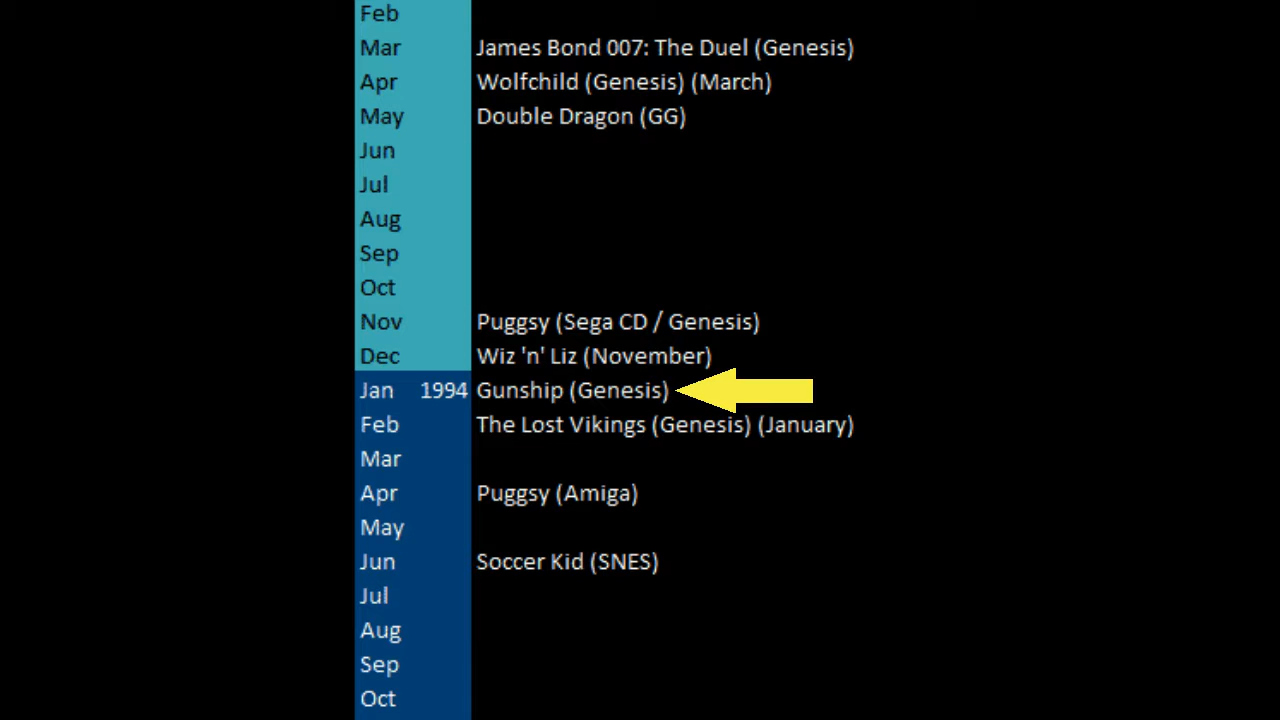 Feb
Mar James Bond 007: The Duel (Genesis)
Apr Wolfchild (Genesis) (March)
May Double Dragon (GG)
Jun
Jul
Aug
Sep
Oct
Nov Puggsy (Sega CD / Genesis)
Dec Wiz 'n' Liz (November)
Jan 1994 Gunship (Genesis)
Feb The Lost Vikings (Genesis) (January)
Mar
Apr Puggsy (Amiga)
May
Jun Soccer Kid (SNES)
Jul
Aug
Sep
Oct